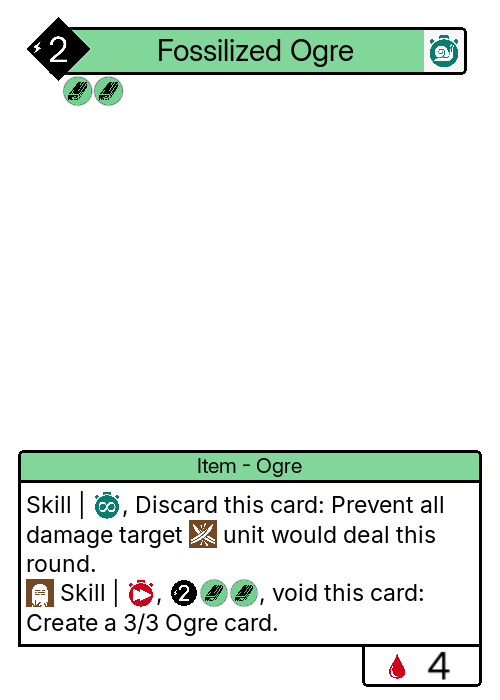 2 Fossilized Ogre
Item - Ogre
Skill | , Discard this card: Prevent all
damage target unit would deal this
round.
Skill | , 2, void this card:
Create a 3/3 Ogre card.
4